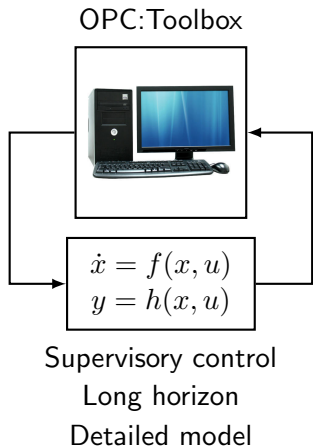 OPC:Toolbox
ẋ = f(x, u)
y = h(x, u)
Supervisory control
Long horizon
Detailed model